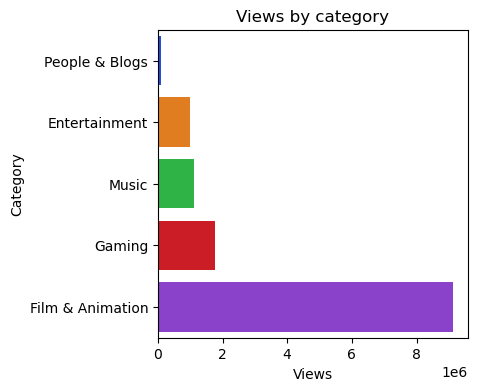 Views by category
Category
People & Blogs
Entertainment
Music
Gaming
Film & Animation
0 2 4 6 8
1e6
Views